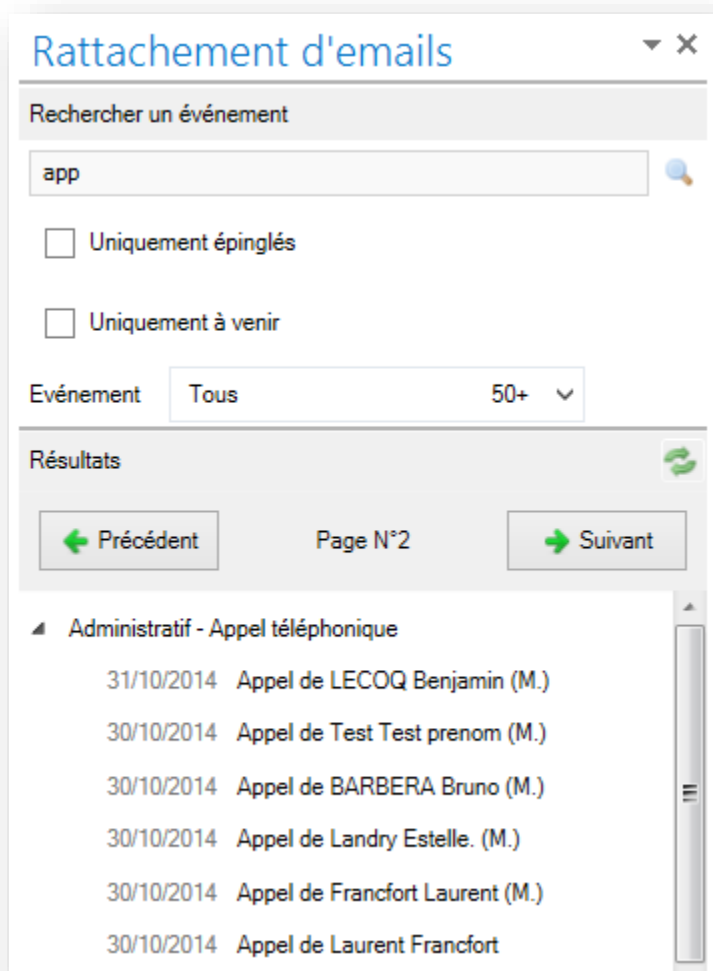 Rattachement d'emails
Rechercher un événement
app
Uniquement épinglés
Uniquement à venir
Evénement Tous 50+
Résultats
Précédent Page N°2 Suivant
Administratif - Appel téléphonique
31/10/2014 Appel de LECOQ Benjamin (M.)
30/10/2014 Appel de Test Test prenom (M.)
30/10/2014 Appel de BARBERA Bruno (M.)
30/10/2014 Appel de Landry Estelle. (M.)
30/10/2014 Appel de Francfort Laurent (M.)
30/10/2014 Appel de Laurent Francfort